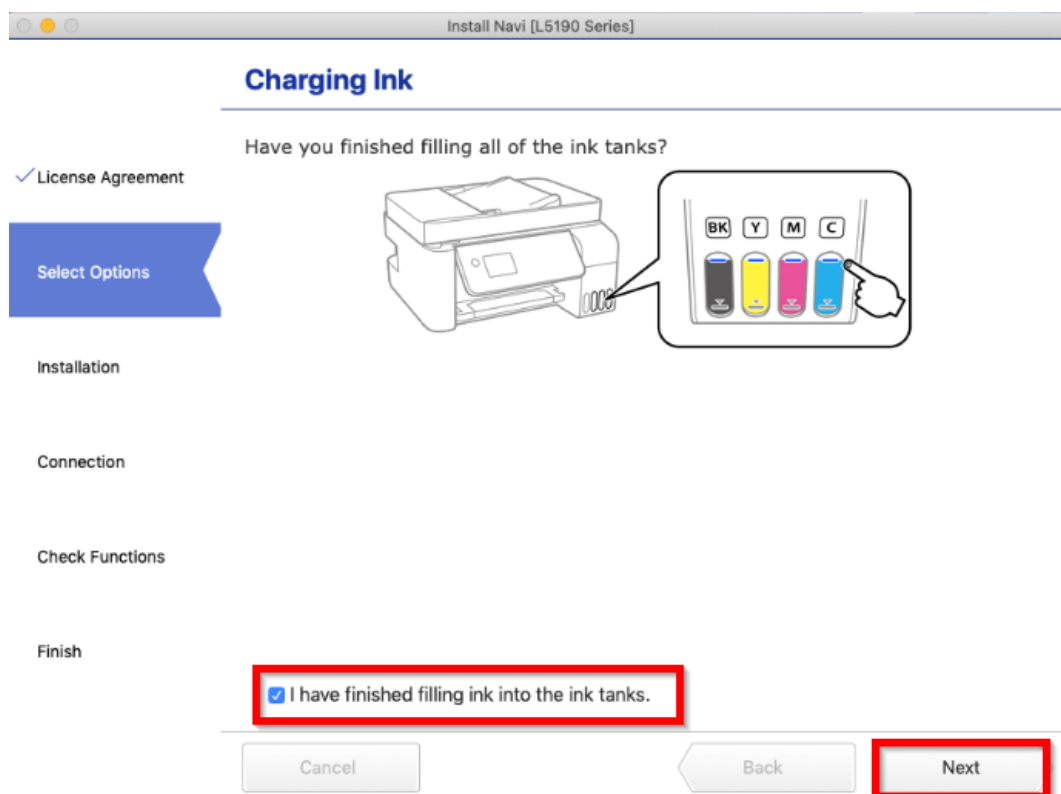 Install Navi [L5190 Series]
Charging Ink
Have you finished filling all of the ink tanks?
License Agreement
Select Options
Installation
Connection
Check Functions
Finish
BK Y M C
I have finished filling ink into the ink tanks.
Cancel
Back
Next